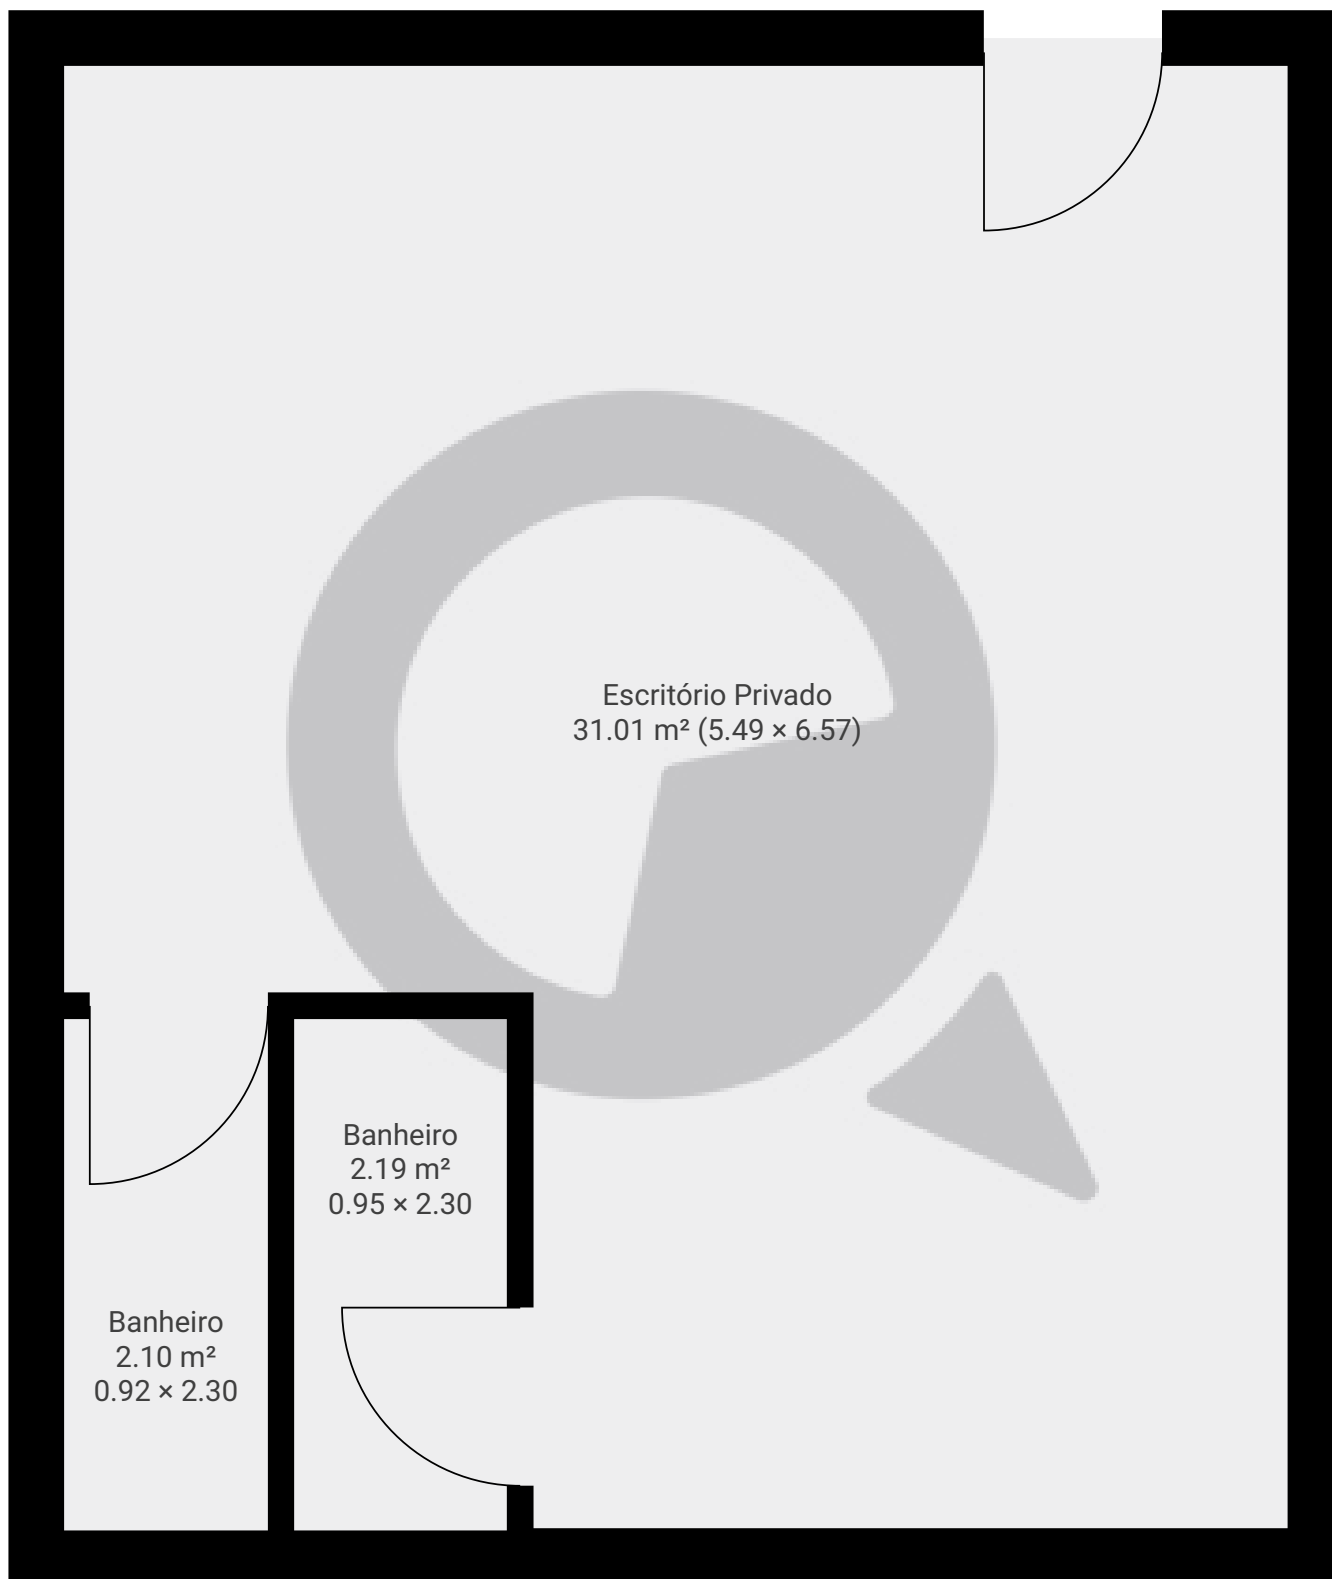 Escritório Privado
31.01 m² (5.49 × 6.57)
Banheiro
2.19 m²
0.95 × 2.30
Banheiro
2.10 m²
0.92 × 2.30